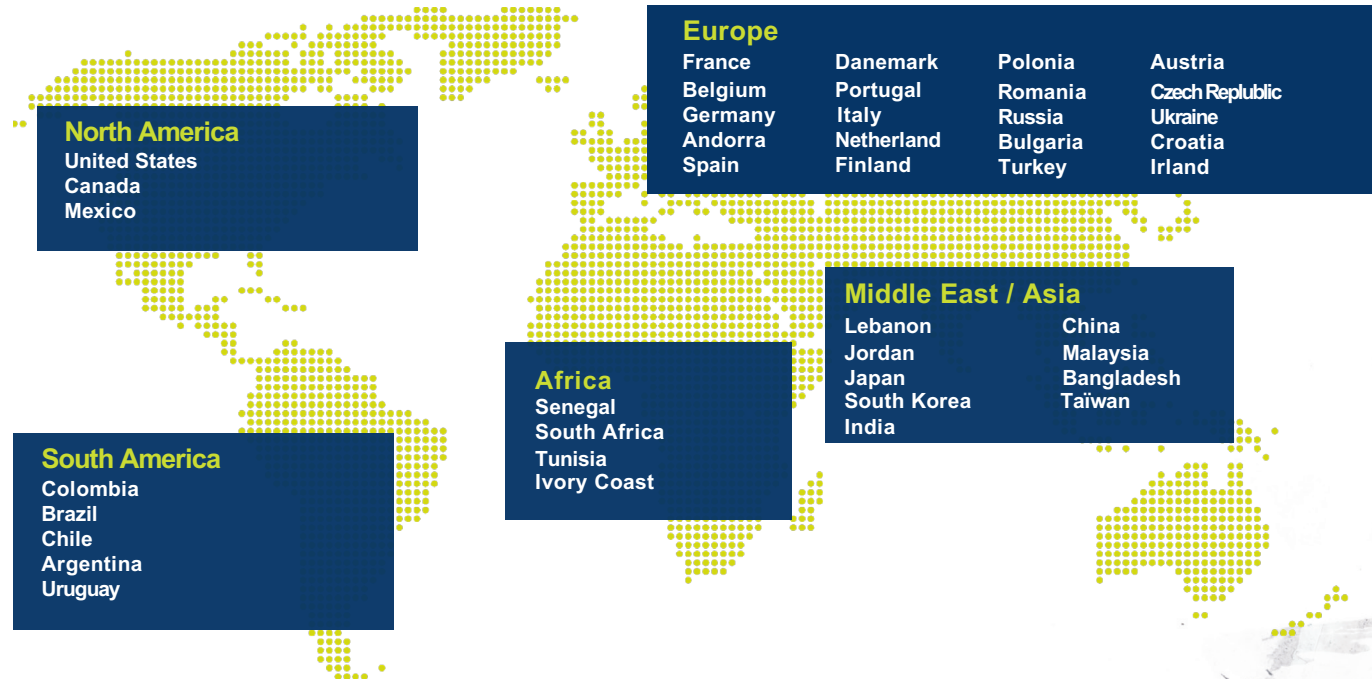 Europe
France Danemark Polonia Austria
Belgium Portugal Romania Czech Replublic
Germany Italy Russia Ukraine
Andorra Netherland Bulgaria Croatia
Spain Finland Turkey Irland
North America
United States
Canada
Mexico
Middle East / Asia
Lebanon China
Jordan Malaysia
Japan Bangladesh
South Korea Taïwan
India
Africa
Senegal
South Africa
Tunisia
Ivory Coast
South America
Colombia
Brazil
Chile
Argentina
Uruguay